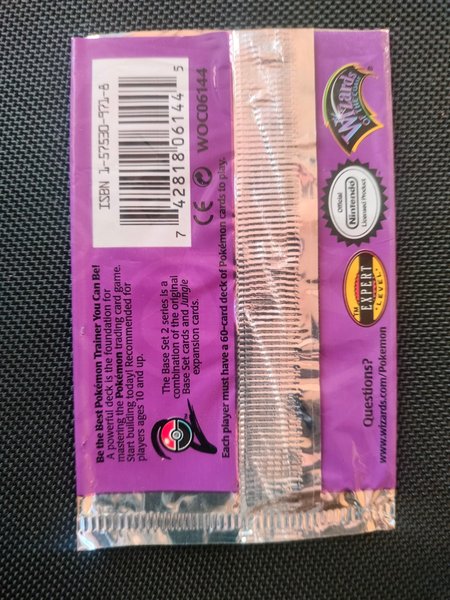 Be the Best Pokémon Trainer You Can Be!
A powerful deck is the foundation for
mastering the Pokémon trading card game.
Start building today! Recommended for
players ages 10 and up.
The Base Set 2 series is a
combination of the original
Base Set cards and Jungle
expansion cards.
Each player must have a 60-card deck of Pokémon cards to play.
ISBN 1-57530-971-8
7 42818 06144 5
CE WOC06144
Questions?
www.wizards.com/Pokemon
EXPERT
LEVEL
Official
Nintendo
Licensed Product
Wizards
OF THE COAST
®